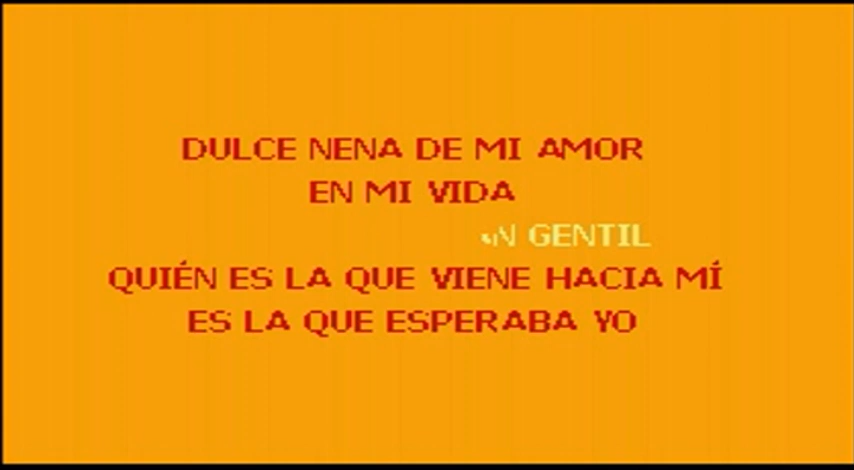 DULCE NENA DE MI AMOR
EN MI VIDA
GENTIL
QUIÉN ES LA QUE VIENE HACIA MÍ
ES LA QUE ESPERABA YO